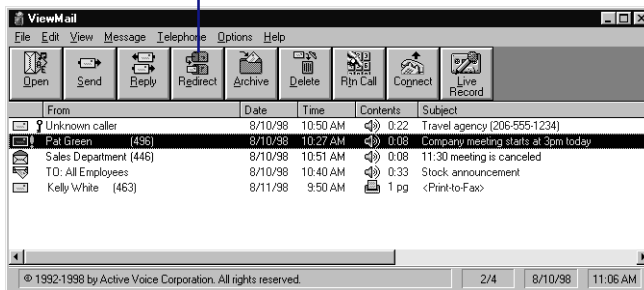 ViewMail
File Edit View Message Telephone Options Help
Open Send Reply Redirect Archive Delete Rtn Call Connect Live Record
From Date Time Contents Subject
Unknown caller 8/10/98 10:50 AM 0:22 Travel agency (206-555-1234)
Pat Green (496) 8/10/98 10:27 AM 0:08 Company meeting starts at 3pm today
Sales Department (446) 8/10/98 10:51 AM 0:08 11:30 meeting is canceled
TO: All Employees 8/10/98 10:40 AM 0:33 Stock announcement
Kelly White (463) 8/11/98 9:50 AM 1 pg <Print-to-Fax>
© 1992-1998 by Active Voice Corporation. All rights reserved. 2/4 8/10/98 11:06 AM